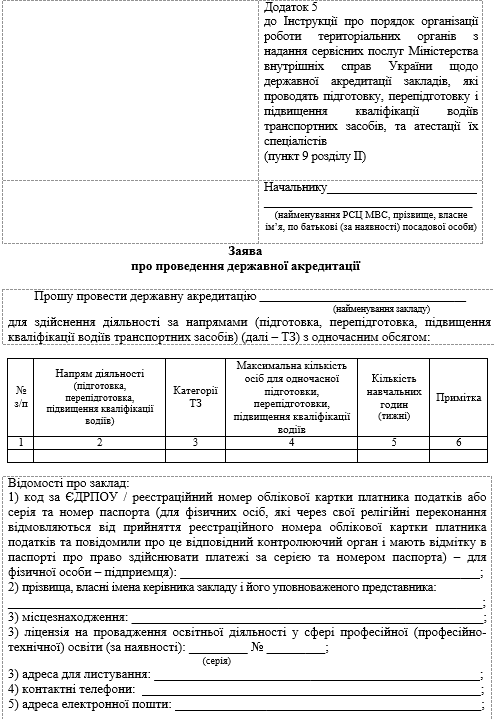 Додаток 5
до Інструкції про порядок організації
роботи територіальних органів з
надання сервісних послуг Міністерства
внутрішніх справ України щодо
державної акредитації закладів, які
проводять підготовку, перепідготовку і
підвищення кваліфікації водіїв
транспортних засобів, та атестації їх
спеціалістів
(пункт 9 розділу II)
Начальнику________________________
________________________________
(найменування РСЦ МВС, прізвище, власне
ім’я, по батькові (за наявності) посадової особи)
Заява
про проведення державної акредитації
Прошу провести державну акредитацію _________________________________
(найменування закладу)
для здійснення діяльності за напрямами (підготовка, перепідготовка, підвищення
кваліфікації водіїв транспортних засобів) (далі – ТЗ) з одночасним обсягом:
№
з/п
Напрям діяльності
(підготовка,
перепідготовка,
підвищення кваліфікації
водіїв)
Категорії
ТЗ
Максимальна кількість
осіб для одночасної
підготовки,
перепідготовки,
підвищення кваліфікації
водіїв
Кількість
навчальних
годин
(тижні)
Примітка
1 2 3 4 5 6
Відомості про заклад:
1) код за ЄДРПОУ / реєстраційний номер облікової картки платника податків або
серія та номер паспорта (для фізичних осіб, які через свої релігійні переконання
відмовляються від прийняття реєстраційного номера облікової картки платника
податків та повідомили про це відповідний контролюючий орган і мають відмітку в
паспорті про право здійснювати платежі за серією та номером паспорта) – для
фізичної особи – підприємця): ________________________________________________;
2) прізвища, власні імена керівника закладу і його уповноваженого представника:
___________________________________________________________________________;
3) місцезнаходження: ________________________________________________________;
3) ліцензія на провадження освітньої діяльності у сфері професійної (професійно-
технічної) освіти (за наявності): _________ № _________;
(серія)
3) адреса для листування: ____________________________________________________;
4) контактні телефони: ______________________________________________________;
5) адреса електронної пошти: _________________________________________________;